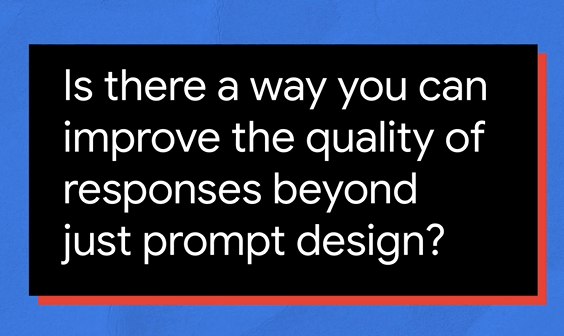 Is there a way you can
improve the quality of
responses beyond
just prompt design?